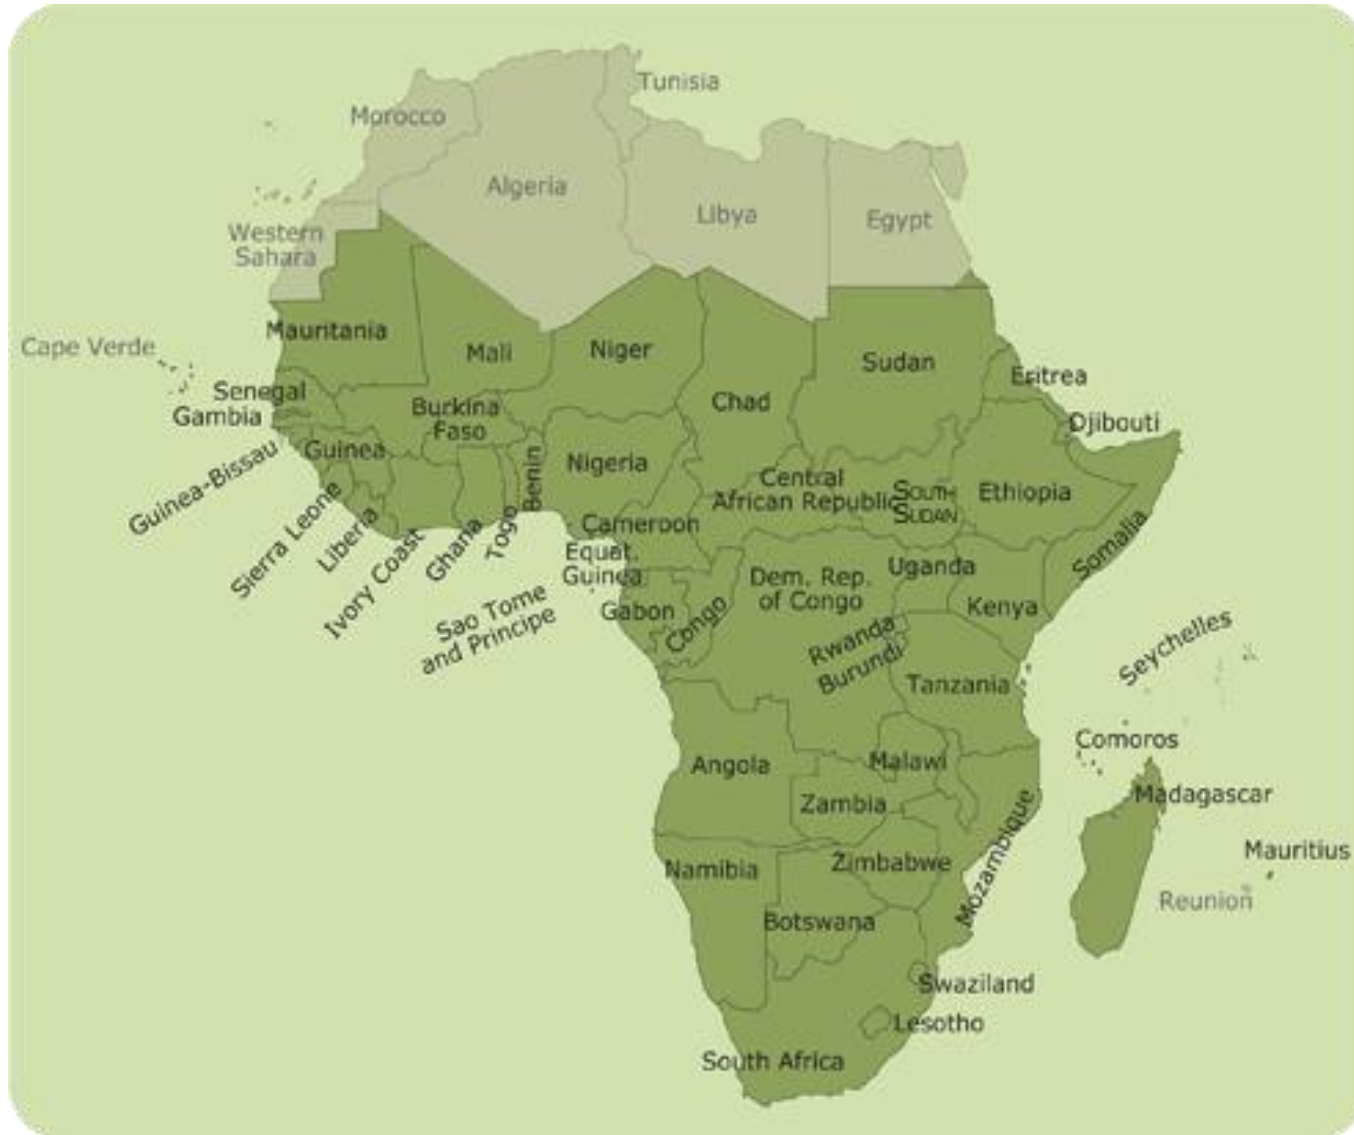 Tunisia
Morocco
Algeria
Libya
Egypt
Western
Sahara
Mauritania
Cape Verde
Mali
Niger
Sudan
Chad
Eritrea
Senegal
Gambia
Burkina
Faso
Djibouti
Guinea
Guinea-Bissau
Nigeria
Benin
Central
African Republic
South
Sudan
Ethiopia
Sierra Leone
Liberia
Ivory Coast
Ghana
Togo
Cameroon
Somalia
Equat.
Guinea
Dem. Rep.
of Congo
Uganda
Kenya
Sao Tome
and Principe
Gabon
Congo
Rwanda
Burundi
Seychelles
Tanzania
Comoros
Angola
Malawi
Zambia
Madagascar
Mozambique
Mauritius
Namibia
Zimbabwe
Reunion
Botswana
Swaziland
Lesotho
South Africa